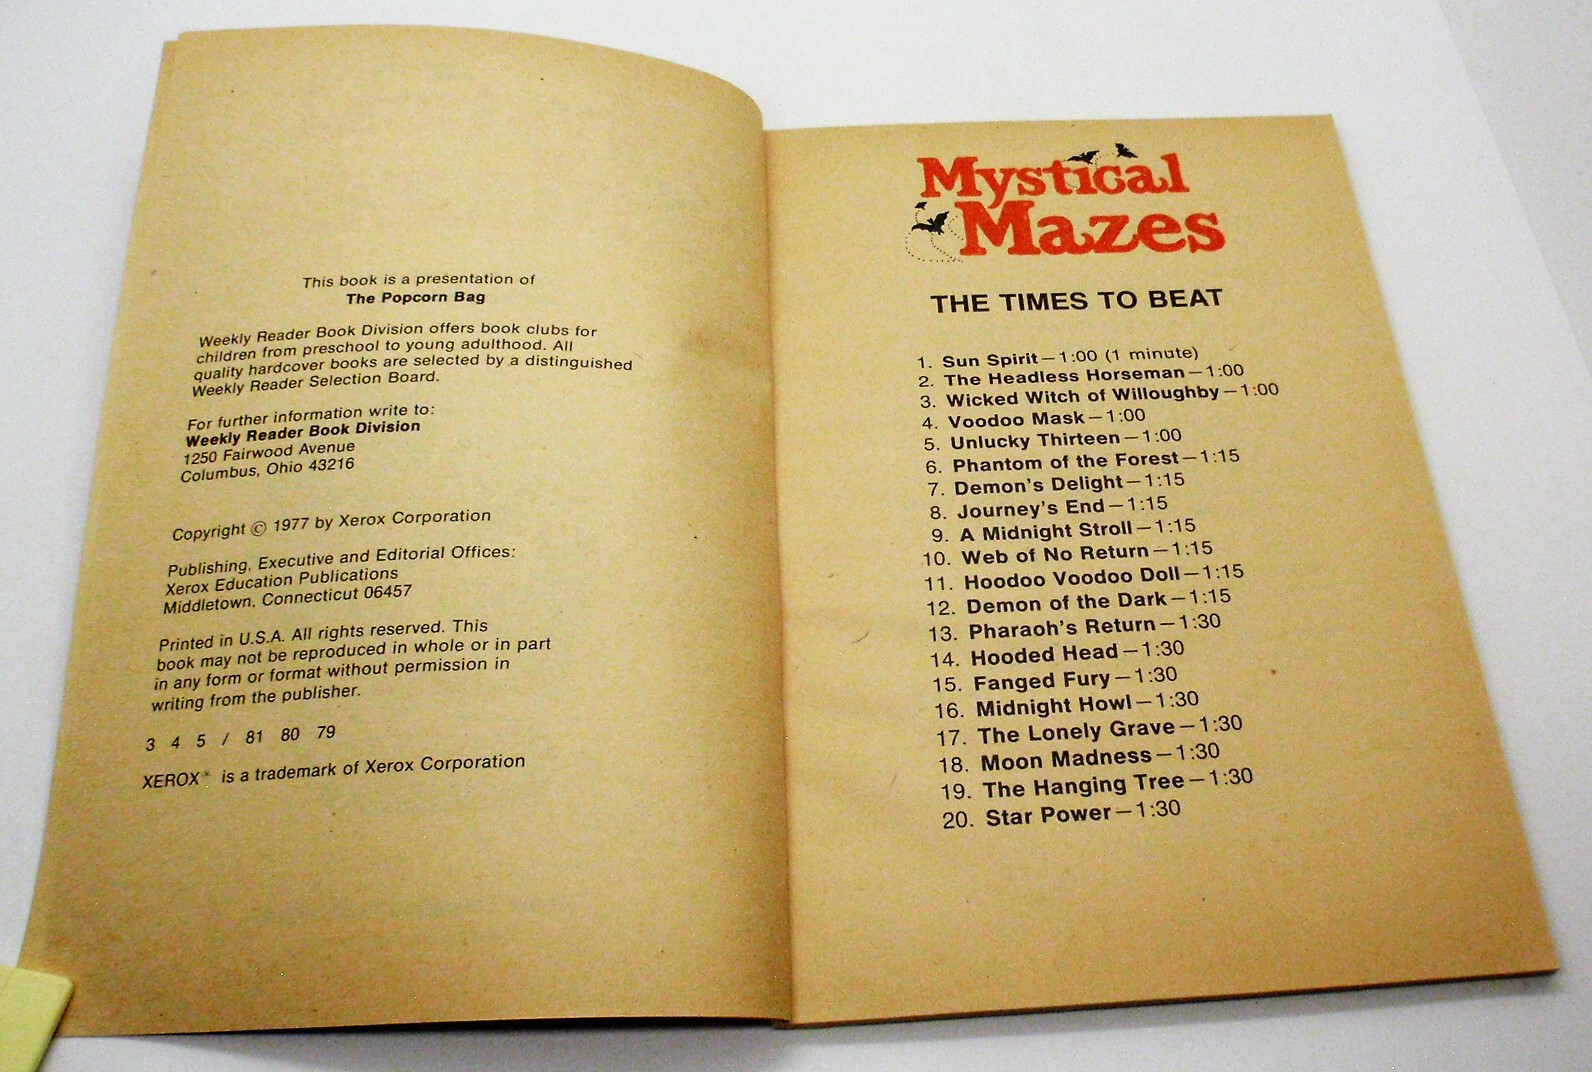 This book is a presentation of
The Popcorn Bag
Weekly Reader Book Division offers book clubs for
children from preschool to young adulthood. All
quality hardcover books are selected by a distinguished
Weekly Reader Selection Board.
For further information write to:
Weekly Reader Book Division
1250 Fairwood Avenue
Columbus, Ohio 43216
Copyright © 1977 by Xerox Corporation
Publishing, Executive and Editorial Offices:
Xerox Education Publications
Middletown, Connecticut 06457
Printed in U.S.A. All rights reserved. This
book may not be reproduced in whole or in part
in any form or format without permission in
writing from the publisher.
3 4 5 / 81 80 79
XEROX® is a trademark of Xerox Corporation
Mystical
Mazes
THE TIMES TO BEAT
1. Sun Spirit—1:00 (1 minute)
2. The Headless Horseman—1:00
3. Wicked Witch of Willoughby—1:00
4. Voodoo Mask—1:00
5. Unlucky Thirteen—1:00
6. Phantom of the Forest—1:15
7. Demon's Delight—1:15
8. Journey's End—1:15
9. A Midnight Stroll—1:15
10. Web of No Return—1:15
11. Hoodoo Voodoo Doll—1:15
12. Demon of the Dark—1:15
13. Pharaoh's Return—1:30
14. Hooded Head—1:30
15. Fanged Fury—1:30
16. Midnight Howl—1:30
17. The Lonely Grave—1:30
18. Moon Madness—1:30
19. The Hanging Tree—1:30
20. Star Power—1:30